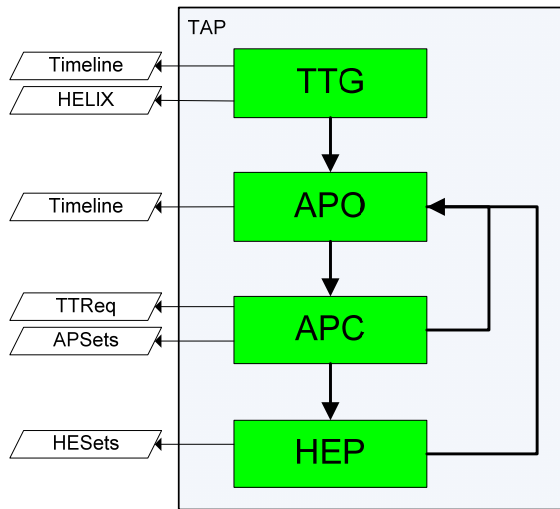 TAP
Timeline
TTG
HELIX
Timeline
APO
TTReq
APC
APSets
HESets
HEP